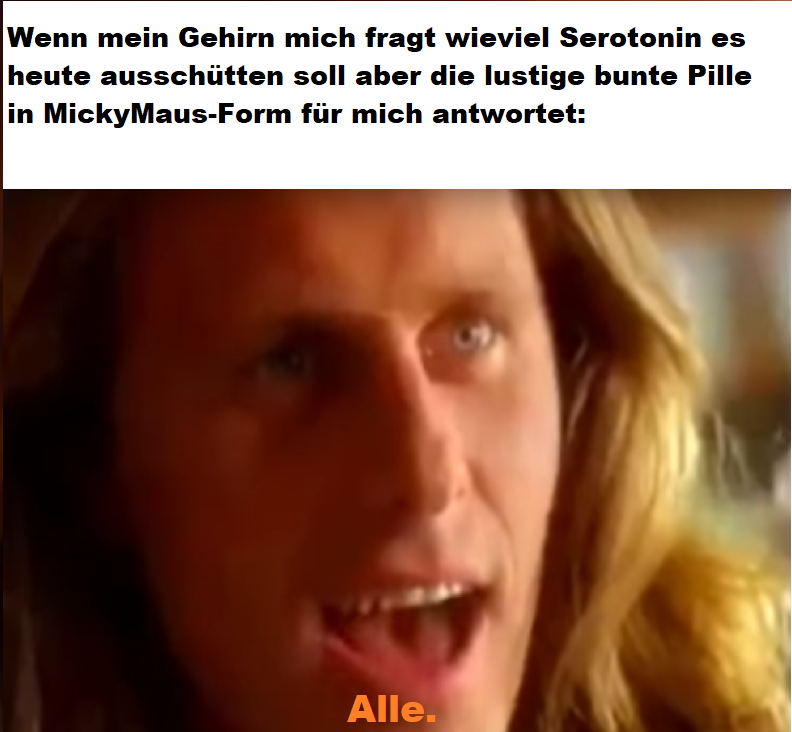 Wenn mein Gehirn mich fragt wieviel Serotonin es
heute ausschütten soll aber die lustige bunte Pille
in MickyMaus-Form für mich antwortet:
Alle.